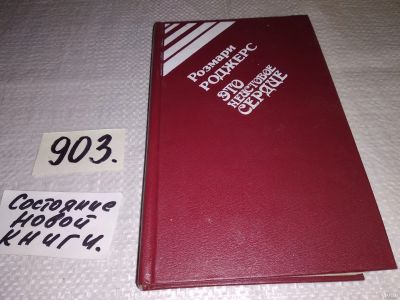 Розмари
РОДЖЕРС
ЭТО
НЕИСТОВОЕ
СЕРДЦЕ
903.
Состояние
новой
книги.